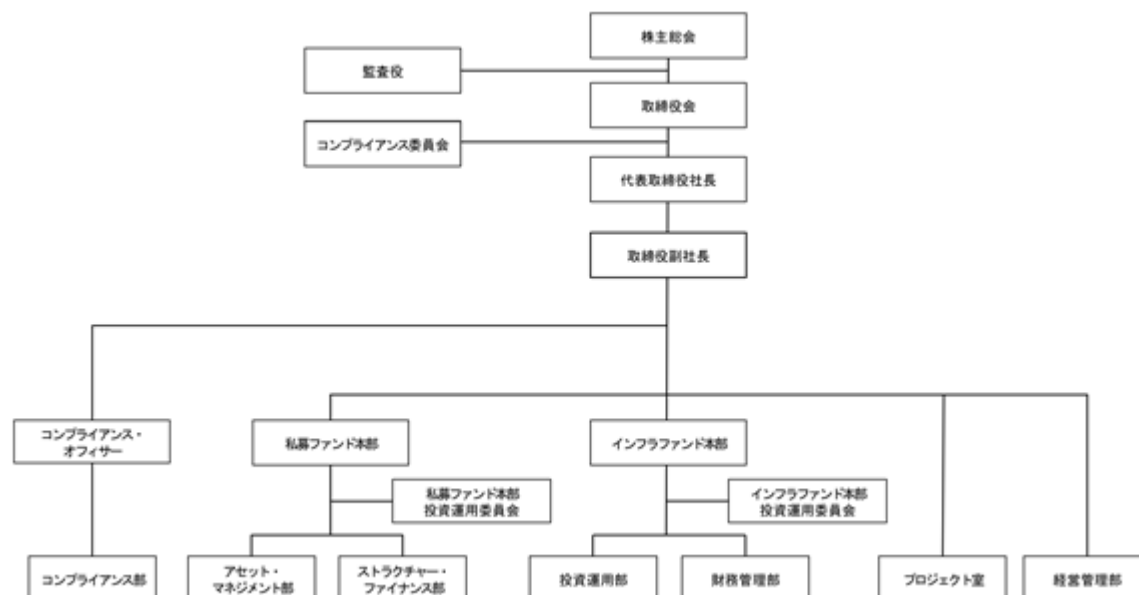 株主総会
監査役
取締役会
コンプライアンス委員会
代表取締役社長
取締役副社長
コンプライアンス・
オフィサー
私募ファンド本部
インフラファンド本部
私募ファンド本部
投資運用委員会
インフラファンド本部
投資運用委員会
コンプライアンス部
アセット・
マネジメント部
ストラクチャー・
ファイナンス部
投資運用部
財務管理部
プロジェクト室
経営管理部